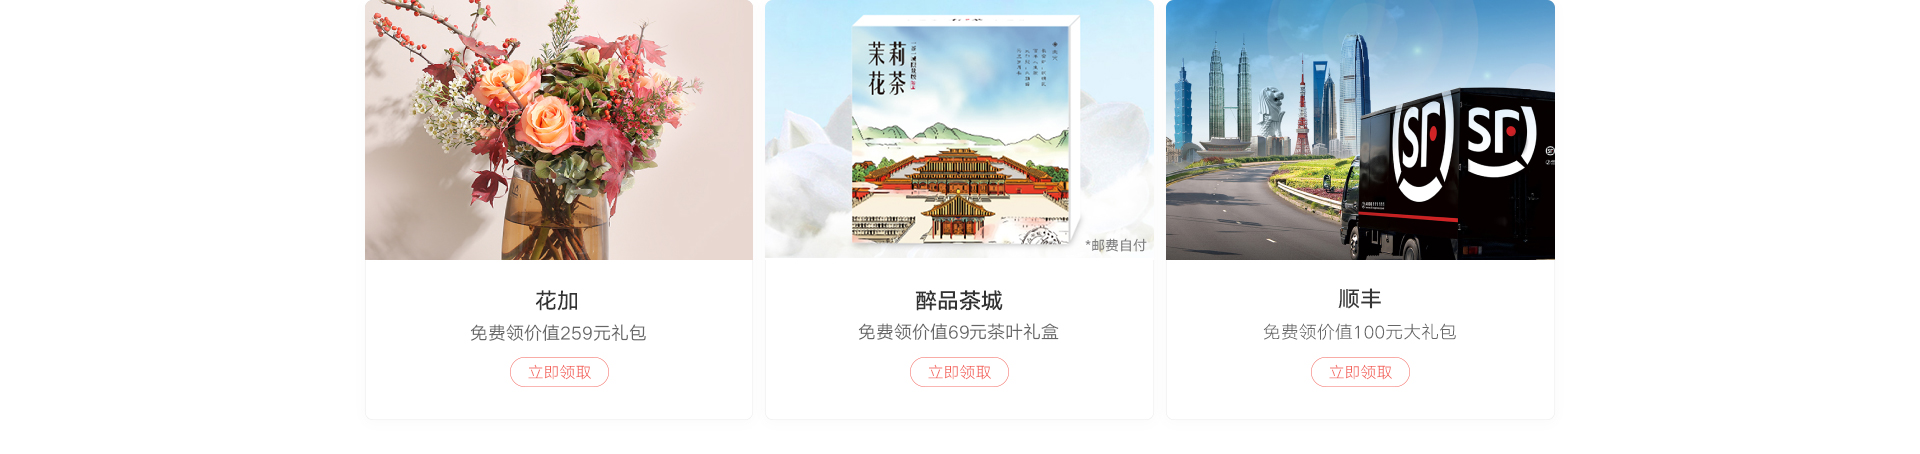 茉莉
花茶
SF
SF
*邮费自付
花加
免费领价值259元礼包
立即领取
醉品茶城
免费领价值69元茶叶礼盒
立即领取
顺丰
免费领价值100元大礼包
立即领取